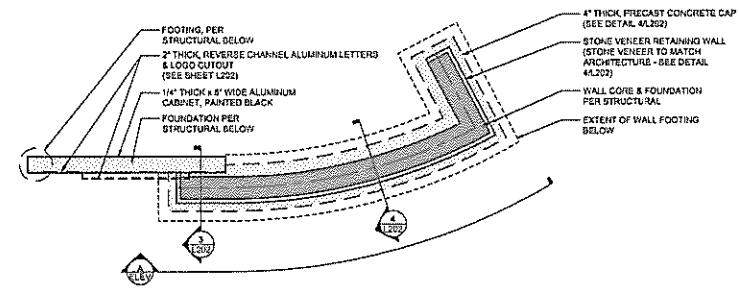 FOOTING, PER
STRUCTURAL BELOW
2" THICK, REVERSE CHANNEL ALUMINUM LETTERS
& LOGO CUTOUT
(SEE SHEET L202)
1/4" THICK x 8" WIDE ALUMINUM
CABINET, PAINTED BLACK
FOUNDATION PER
STRUCTURAL BELOW
4" THICK, PRECAST CONCRETE CAP
(SEE DETAIL 4/L202)
STONE VENEER RETAINING WALL
(STONE VENEER TO MATCH
ARCHITECTURE - SEE DETAIL
4/L202)
WALL CORE & FOUNDATION
PER STRUCTURAL
EXTENT OF WALL FOOTING
BELOW
3
L202
4
L202
A
ELEV